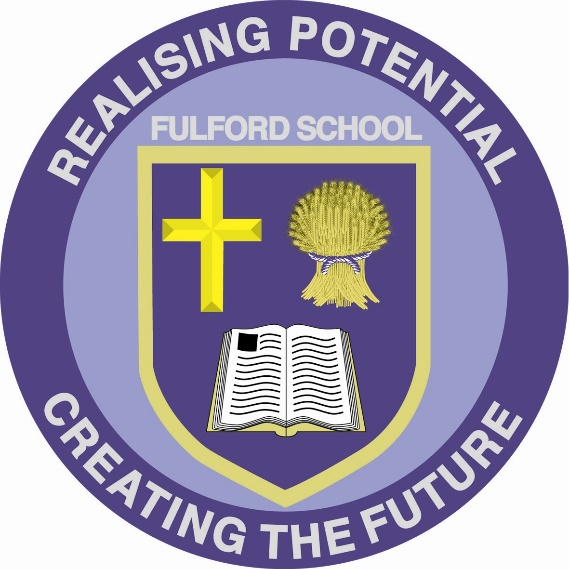 REALISING POTENTIAL
FULFORD SCHOOL
CREATING THE FUTURE